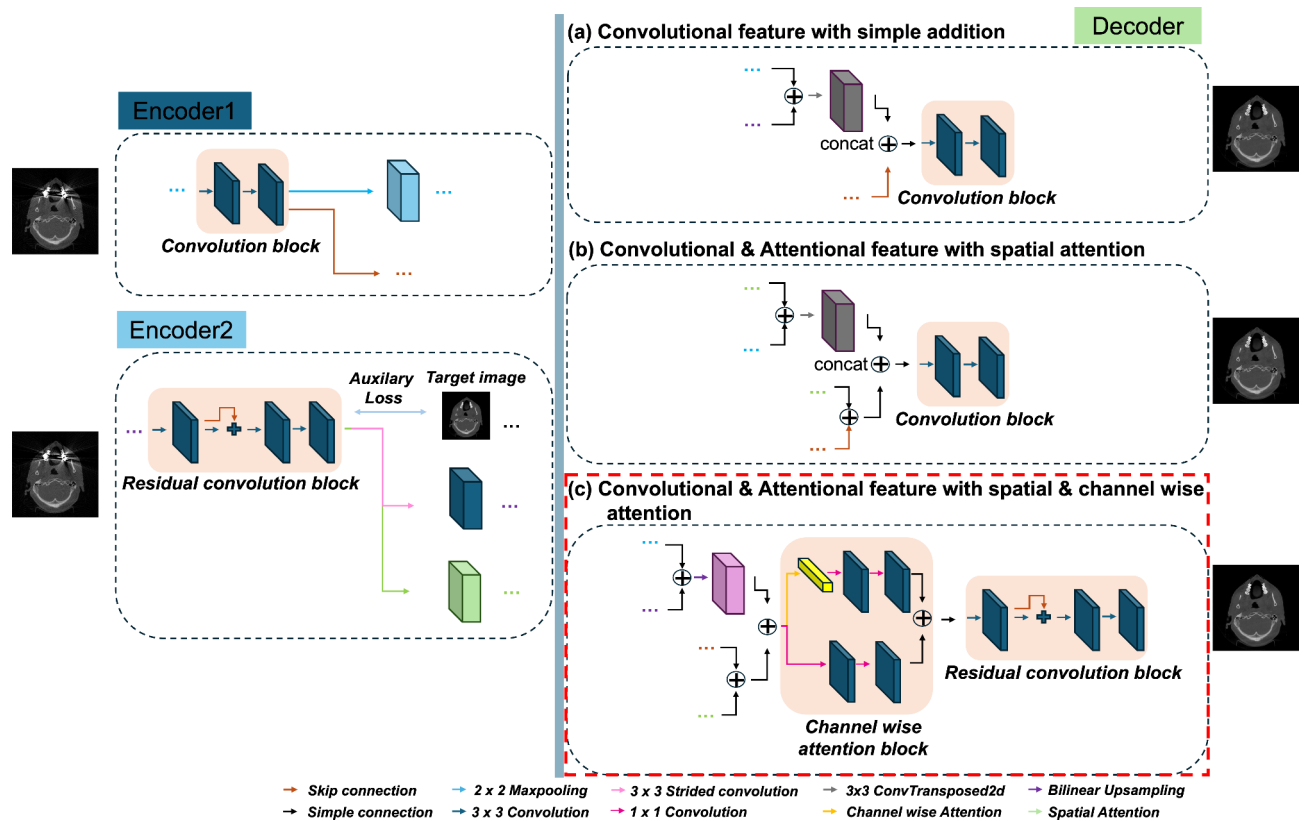 (a) Convolutional feature with simple addition
Decoder
Encoder1
concat
Convolution block
Convolution block
(b) Convolutional & Attentional feature with spatial attention
Encoder2
Auxilary
Loss
Target image
concat
Convolution block
Residual convolution block
(c) Convolutional & Attentional feature with spatial & channel wise
attention
Residual convolution block
Channel wise
attention block
Skip connection
2 x 2 Maxpooling
3 x 3 Strided convolution
3x3 ConvTransposed2d
Bilinear Upsampling
Simple connection
3 x 3 Convolution
1 x 1 Convolution
Channel wise Attention
Spatial Attention